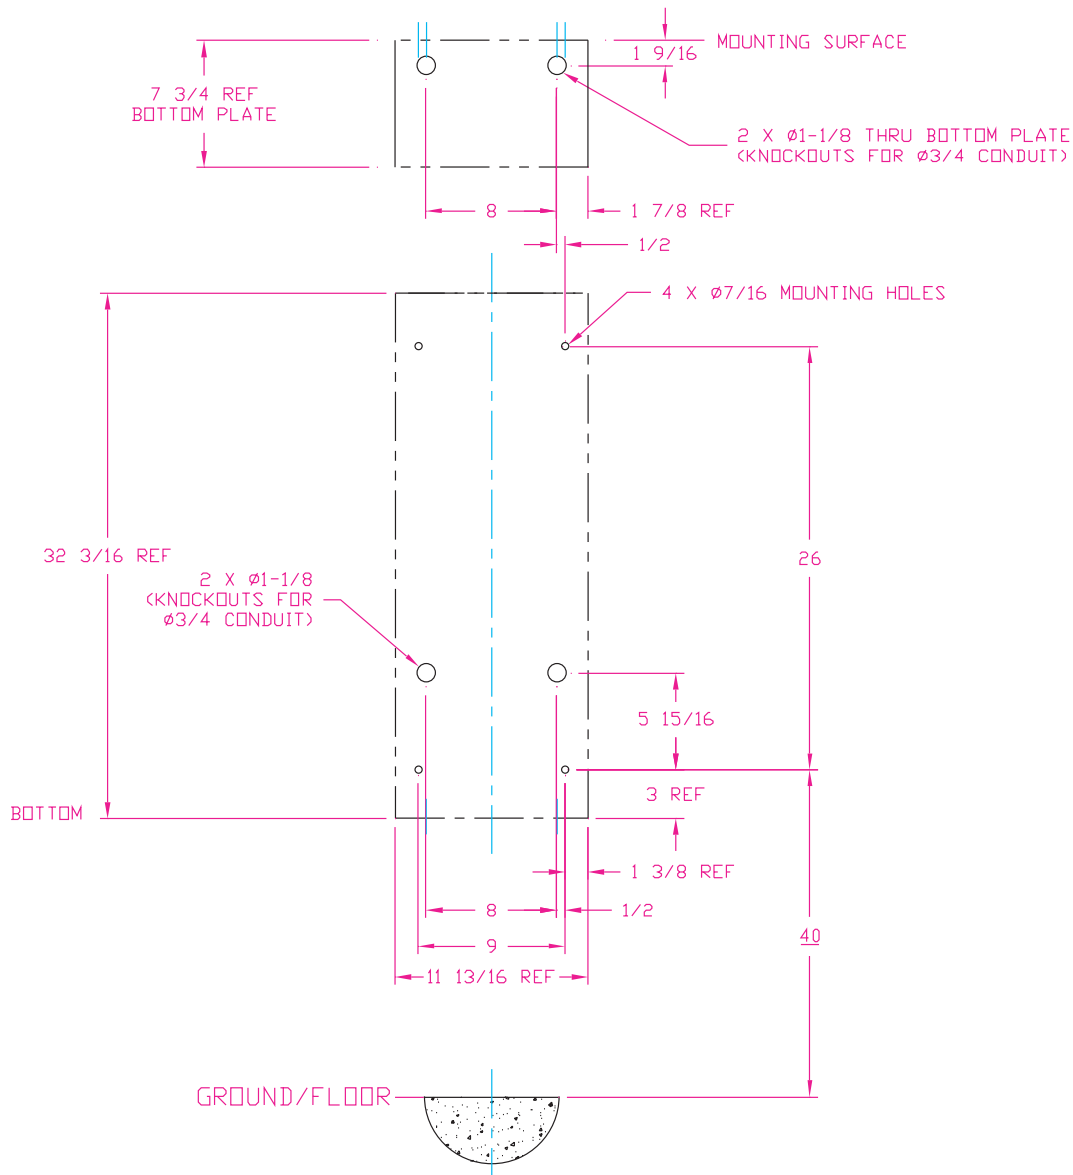 MOUNTING SURFACE
1 9/16
7 3/4 REF
BOTTOM PLATE
2 X Ø1-1/8 THRU BOTTOM PLATE
(KNOCKOUTS FOR Ø3/4 CONDUIT)
8
1 7/8 REF
1/2
4 X Ø7/16 MOUNTING HOLES
32 3/16 REF
26
2 X Ø1-1/8
(KNOCKOUTS FOR
Ø3/4 CONDUIT)
5 15/16
3 REF
BOTTOM
1 3/8 REF
8
1/2
40
9
11 13/16 REF
GROUND/FLOOR